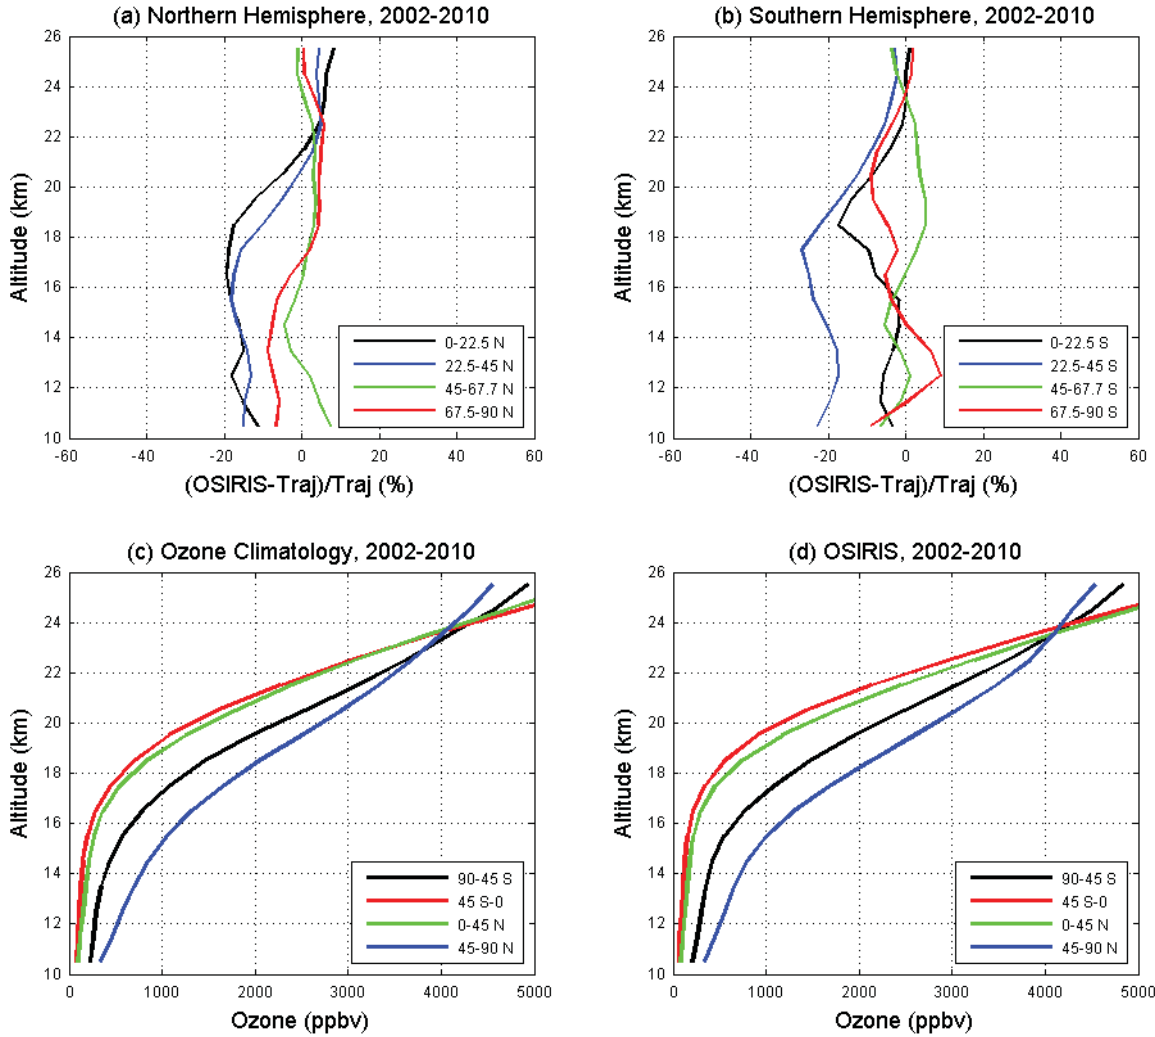 (a) Northern Hemisphere, 2002-2010
26
24
22
20
18
16
14
12
10
Altitude (km)
0-22.5 N
22.5-45 N
45-67.7 N
67.5-90 N
-60 -40 -20 0 20 40 60
(OSIRIS-Traj)/Traj (%)
(b) Southern Hemisphere, 2002-2010
26
24
22
20
18
16
14
12
10
Altitude (km)
0-22.5 S
22.5-45 S
45-67.7 S
67.5-90 S
-60 -40 -20 0 20 40 60
(OSIRIS-Traj)/Traj (%)
(c) Ozone Climatology, 2002-2010
26
24
22
20
18
16
14
12
10
Altitude (km)
90-45 S
45 S-0
0-45 N
45-90 N
0 1000 2000 3000 4000 5000
Ozone (ppbv)
(d) OSIRIS, 2002-2010
26
24
22
20
18
16
14
12
10
Altitude (km)
90-45 S
45 S-0
0-45 N
45-90 N
0 1000 2000 3000 4000 5000
Ozone (ppbv)